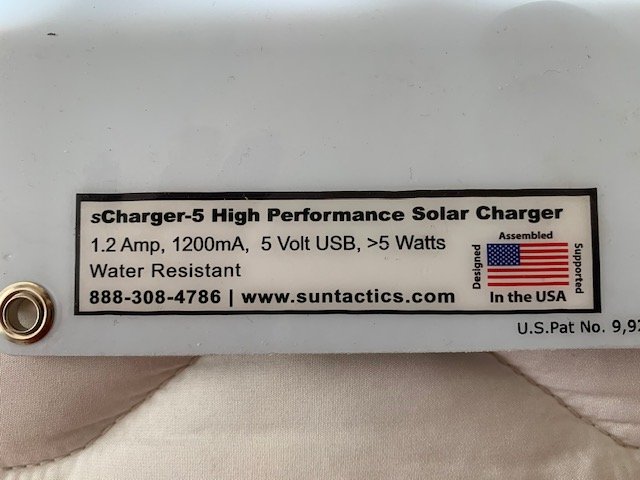 sCharger-5 High Performance Solar Charger
1.2 Amp, 1200mA, 5 Volt USB, >5 Watts
Water Resistant
888-308-4786 | www.suntactics.com
Assembled
Designed
Supported
In the USA
U.S.Pat No. 9,92